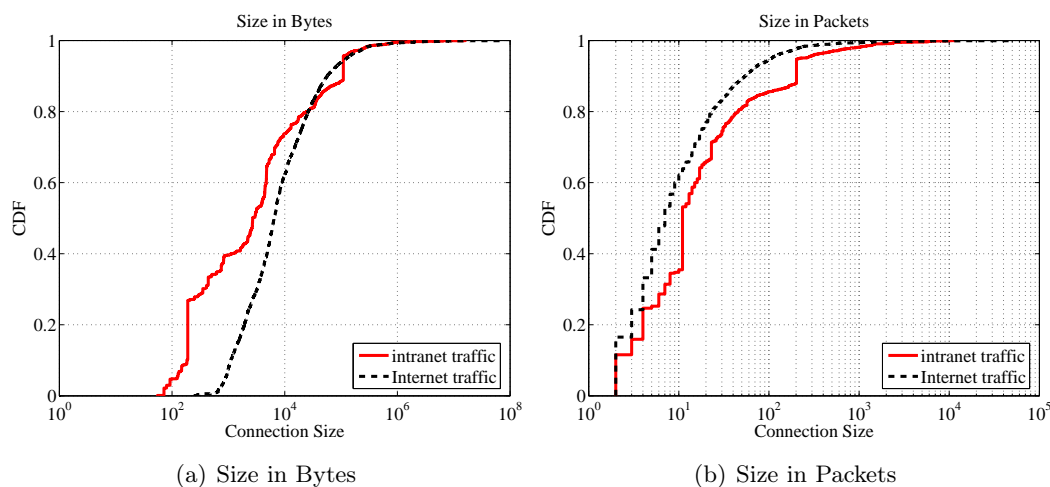 Size in Bytes
1
0.8
0.6
0.4
0.2
0
CDF
10^0
10^2
10^4
10^6
10^8
Connection Size
intranet traffic
Internet traffic
(a) Size in Bytes
Size in Packets
1
0.8
0.6
0.4
0.2
0
CDF
10^0
10^1
10^2
10^3
10^4
10^5
Connection Size
intranet traffic
Internet traffic
(b) Size in Packets